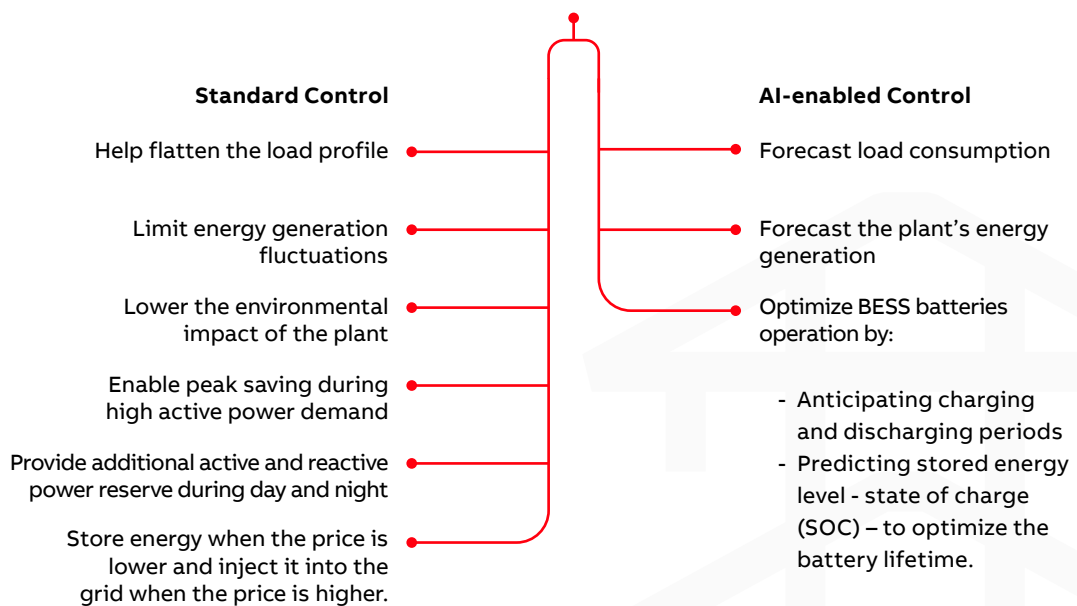 Standard Control
Help flatten the load profile
Limit energy generation
fluctuations
Lower the environmental
impact of the plant
Enable peak saving during
high active power demand
Provide additional active and reactive
power reserve during day and night
Store energy when the price is
lower and inject it into the
grid when the price is higher.
AI-enabled Control
Forecast load consumption
Forecast the plant’s energy
generation
Optimize BESS batteries
operation by:
- Anticipating charging
and discharging periods
- Predicting stored energy
level - state of charge
(SOC) – to optimize the
battery lifetime.